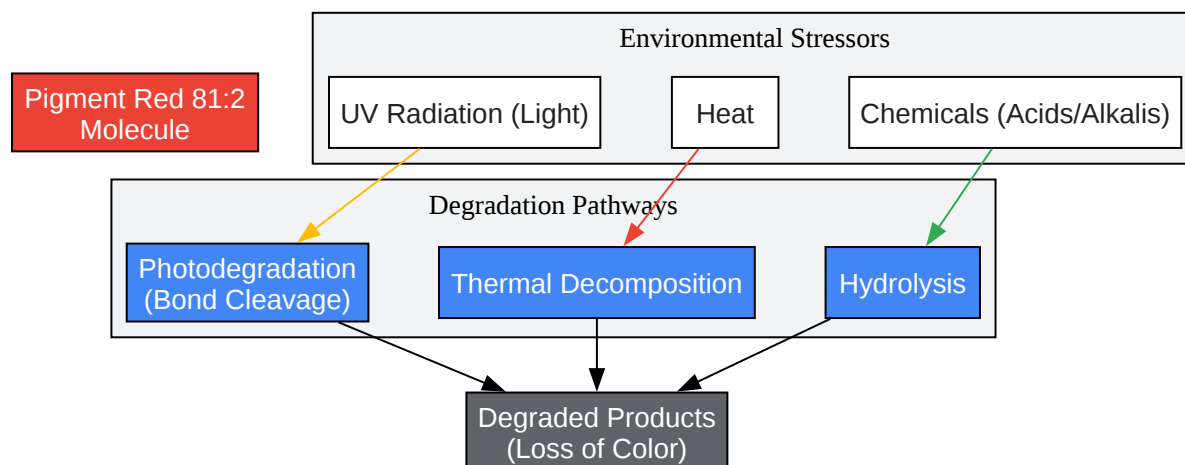 Environmental Stressors
Pigment Red 81:2
Molecule
UV Radiation (Light)
Heat
Chemicals (Acids/Alkalis)
Degradation Pathways
Photodegradation
(Bond Cleavage)
Thermal Decomposition
Hydrolysis
Degraded Products
(Loss of Color)